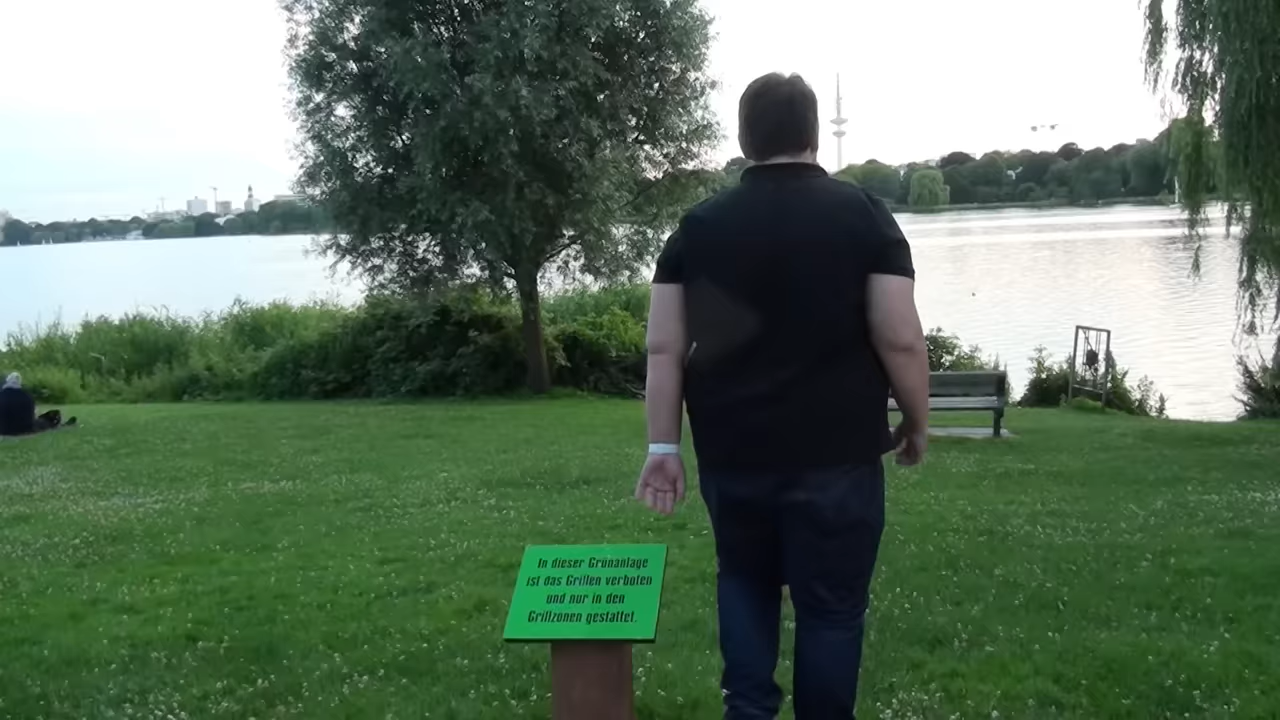 In dieser Grünanlage
ist das Grillen verboten
und nur in den
Grillzonen gestattet.